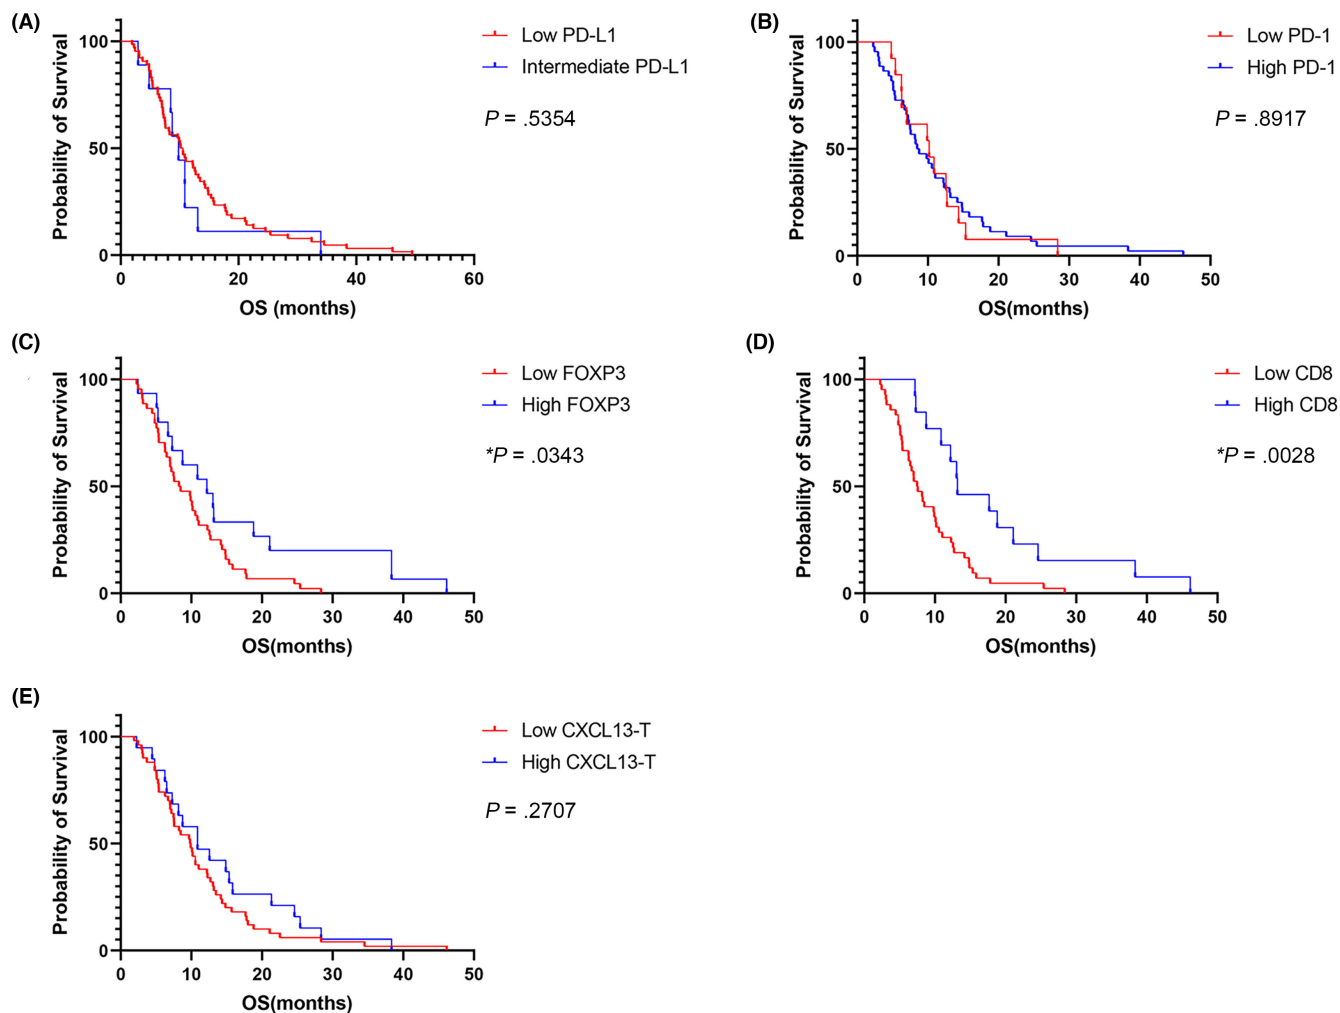 (A)
Low PD-L1
Intermediate PD-L1
P = .5354
Probability of Survival
100
50
0
0 20 40 60
OS (months)
(B)
Low PD-1
High PD-1
P = .8917
Probability of Survival
100
50
0
0 10 20 30 40 50
OS(months)
(C)
Low FOXP3
High FOXP3
*P = .0343
Probability of Survival
100
50
0
0 10 20 30 40 50
OS(months)
(D)
Low CD8
High CD8
*P = .0028
Probability of Survival
100
50
0
0 10 20 30 40 50
OS(months)
(E)
Low CXCL13-T
High CXCL13-T
P = .2707
Probability of Survival
100
50
0
0 10 20 30 40 50
OS(months)